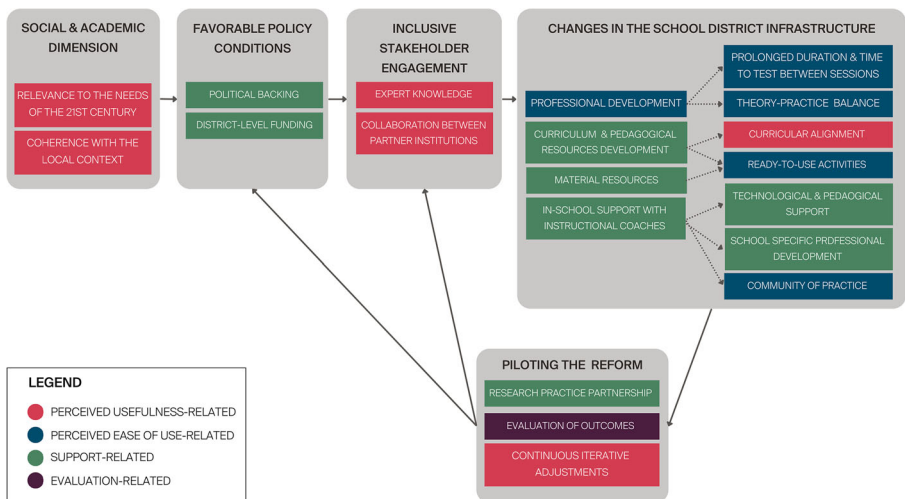 SOCIAL & ACADEMIC
DIMENSION
RELEVANCE TO THE NEEDS
OF THE 21ST CENTURY
COHERENCE WITH THE
LOCAL CONTEXT
FAVORABLE POLICY
CONDITIONS
POLITICAL BACKING
DISTRICT-LEVEL FUNDING
INCLUSIVE
STAKEHOLDER
ENGAGEMENT
EXPERT KNOWLEDGE
COLLABORATION BETWEEN
PARTNER INSTITUTIONS
CHANGES IN THE SCHOOL DISTRICT INFRASTRUCTURE
PROFESSIONAL DEVELOPMENT
CURRICULUM & PEDAGOGICAL
RESOURCES DEVELOPMENT
MATERIAL RESOURCES
IN-SCHOOL SUPPORT WITH
INSTRUCTIONAL COACHES
PROLONGED DURATION & TIME
TO TEST BETWEEN SESSIONS
THEORY-PRACTICE BALANCE
CURRICULAR ALIGNMENT
READY-TO-USE ACTIVITIES
TECHNOLOGICAL & PEDAOGICAL
SUPPORT
SCHOOL SPECIFIC PRDFESSIONAL
DEVELOPMENT
COMMUNITY OF PRACTICE
PILOTING THE REFORM
RESEARCH PRACTICE PARTNERSHIP
EVALUATION OF OUTCOMES
CONTINUOUS ITERATIVE
ADJUSTMENTS
LEGEND
PERCEIVED USEFULNESS-RELATED
PERCEIVED EASE OF USE-RELATED
SUPPORT-RELATED
EVALUATION-RELATED